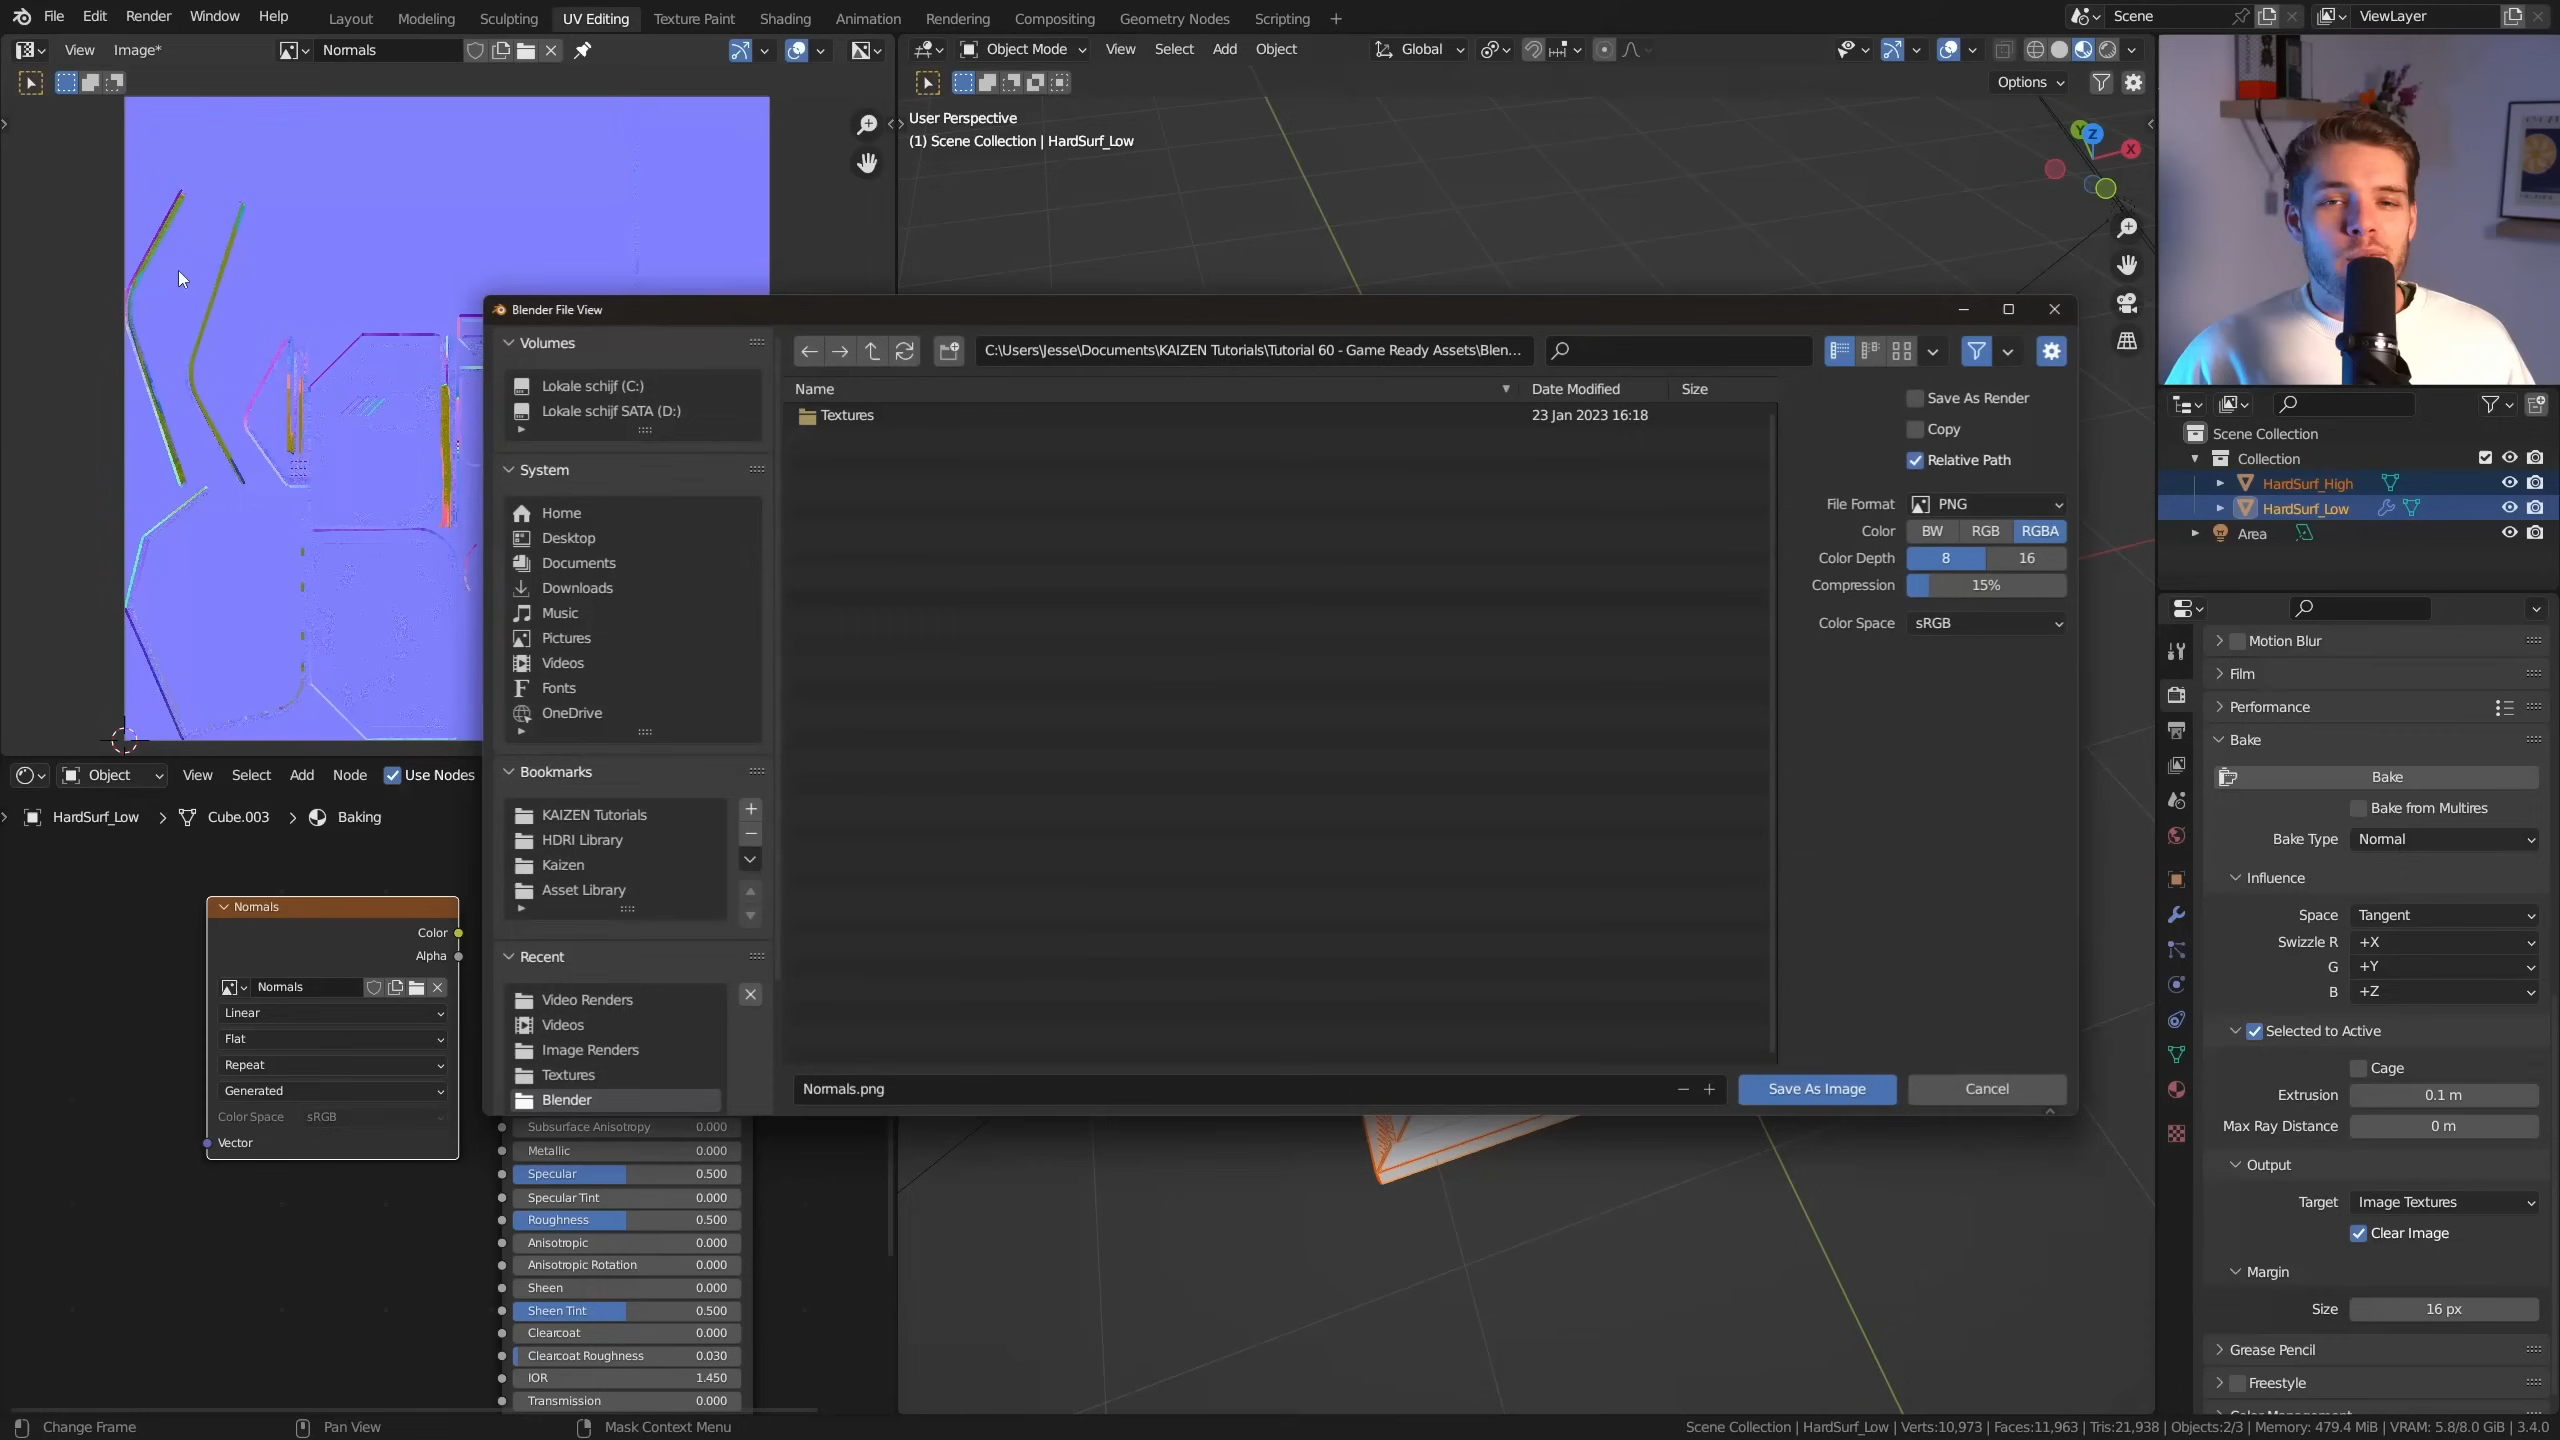 File Edit Render Window Help
Layout Modeling Sculpting UV Editing Texture Paint Shading Animation Rendering Compositing Geometry Nodes Scripting +
Scene
ViewLayer
View Image*
Normals
Object Mode View Select Add Object
Global
Options
User Perspective
(1) Scene Collection | HardSurf_Low
Y Z X
Blender File View
Volumes
Lokale schijf (C:)
Lokale schijf SATA (D:)
System
Home
Desktop
Documents
Downloads
Music
Pictures
Videos
Fonts
OneDrive
Bookmarks
KAIZEN Tutorials
HDRI Library
Kaizen
Asset Library
Recent
Video Renders
Videos
Image Renders
Textures
Blender
C:\Users\Jesse\Documents\KAIZEN Tutorials\Tutorial 60 - Game Ready Assets\Blen...
Name Date Modified Size
Textures 23 Jan 2023 16:18
Save As Render
Copy
Relative Path
File Format PNG
Color BW RGB RGBA
Color Depth 8 16
Compression 15%
Color Space sRGB
Normals.png
Save As Image
Cancel
Scene Collection
Collection
HardSurf_High
HardSurf_Low
Area
Motion Blur
Film
Performance
Bake
Bake
Bake from Multires
Bake Type Normal
Influence
Space Tangent
Swizzle R +X
G +Y
B +Z
Selected to Active
Cage
Extrusion 0.1 m
Max Ray Distance 0 m
Output
Target Image Textures
Clear Image
Margin
Size 16 px
Grease Pencil
Freestyle
Object View Select Add Node Use Nodes
HardSurf_Low > Cube.003 > Baking
Normals
Color
Alpha
Normals
Linear
Flat
Repeat
Generated
Color Space sRGB
Vector
Subsurface Anisotropy 0.000
Metallic 0.000
Specular 0.500
Specular Tint 0.000
Roughness 0.500
Anisotropic 0.000
Anisotropic Rotation 0.000
Sheen 0.000
Sheen Tint 0.500
Clearcoat 0.000
Clearcoat Roughness 0.030
IOR 1.450
Transmission 0.000
Change Frame
Pan View
Mask Context Menu
Scene Collection | HardSurf_Low | Verts:10,973 | Faces:11,963 | Tris:21,938 | Objects:2/3 | Memory: 479.4 MiB | VRAM: 5.8/8.0 GiB | 3.4.0